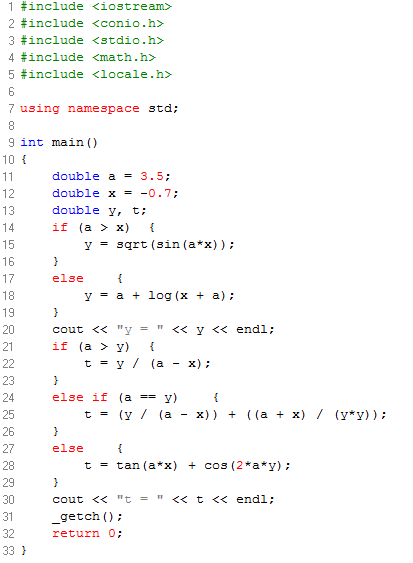 1 #include <iostream>
2 #include <conio.h>
3 #include <stdio.h>
4 #include <math.h>
5 #include <locale.h>
6
7 using namespace std;
8
9 int main()
10 {
11     double a = 3.5;
12     double x = -0.7;
13     double y, t;
14     if (a > x)  {
15         y = sqrt(sin(a*x));
16     }
17     else    {
18         y = a + log(x + a);
19     }
20     cout << "y = " << y << endl;
21     if (a > y)  {
22         t = y / (a - x);
23     }
24     else if (a == y)    {
25         t = (y / (a - x)) + ((a + x) / (y*y));
26     }
27     else    {
28         t = tan(a*x) + cos(2*a*y);
29     }
30     cout << "t = " << t << endl;
31     _getch();
32     return 0;
33 }